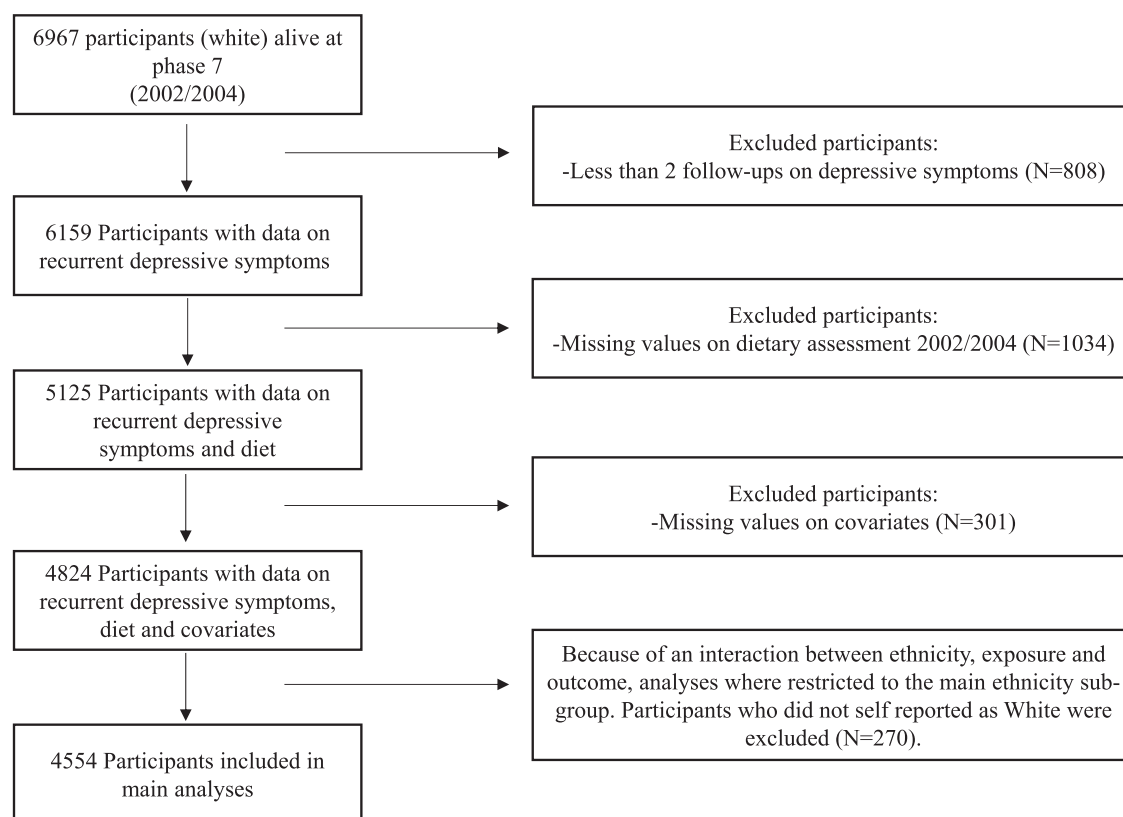 6967 participants (white) alive at
phase 7
(2002/2004)
Excluded participants:
-Less than 2 follow-ups on depressive symptoms (N=808)
6159 Participants with data on
recurrent depressive symptoms
Excluded participants:
-Missing values on dietary assessment 2002/2004 (N=1034)
5125 Participants with data on
recurrent depressive
symptoms and diet
Excluded participants:
-Missing values on covariates (N=301)
4824 Participants with data on
recurrent depressive symptoms,
diet and covariates
Because of an interaction between ethnicity, exposure and
outcome, analyses where restricted to the main ethnicity sub-
group. Participants who did not self reported as White were
excluded (N=270).
4554 Participants included in
main analyses